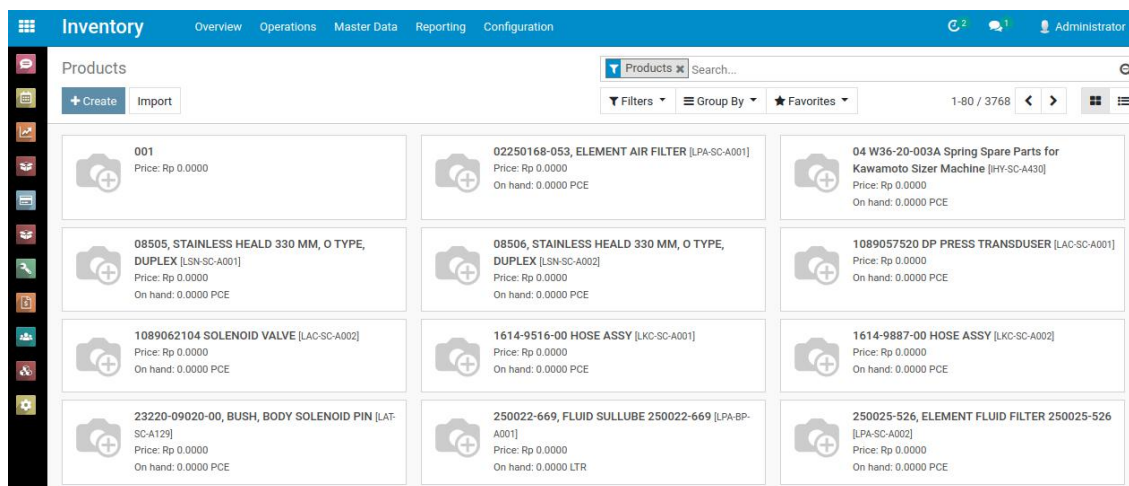 Inventory Overview Operations Master Data Reporting Configuration 2 1 Administrator
Products
Products Search...
Create Import
Filters Group By Favorites 1-80 / 3768
001
Price: Rp 0.0000
02250168-053, ELEMENT AIR FILTER [LPA-SC-A001]
Price: Rp 0.0000
On hand: 0.0000 PCE
04 W36-20-003A Spring Spare Parts for
Kawamoto Sizer Machine [IHY-SC-A430]
Price: Rp 0.0000
On hand: 0.0000 PCE
08505, STAINLESS HEALD 330 MM, O TYPE,
DUPLEX [LSN-SC-A001]
Price: Rp 0.0000
On hand: 0.0000 PCE
08506, STAINLESS HEALD 330 MM, O TYPE,
DUPLEX [LSN-SC-A002]
Price: Rp 0.0000
On hand: 0.0000 PCE
1089057520 DP PRESS TRANSDUSER [LAC-SC-A001]
Price: Rp 0.0000
On hand: 0.0000 PCE
1089062104 SOLENOID VALVE [LAC-SC-A002]
Price: Rp 0.0000
On hand: 0.0000 PCE
1614-9516-00 HOSE ASSY [LKC-SC-A001]
Price: Rp 0.0000
On hand: 0.0000 PCE
1614-9887-00 HOSE ASSY [LKC-SC-A002]
Price: Rp 0.0000
On hand: 0.0000 PCE
23220-09020-00, BUSH, BODY SOLENOID PIN [LAT-
SC-A129]
Price: Rp 0.0000
On hand: 0.0000 PCE
250022-669, FLUID SULLUBE 250022-669 [LPA-BP-
A001]
Price: Rp 0.0000
On hand: 0.0000 LTR
250025-526, ELEMENT FLUID FILTER 250025-526
[LPA-SC-A002]
Price: Rp 0.0000
On hand: 0.0000 PCE